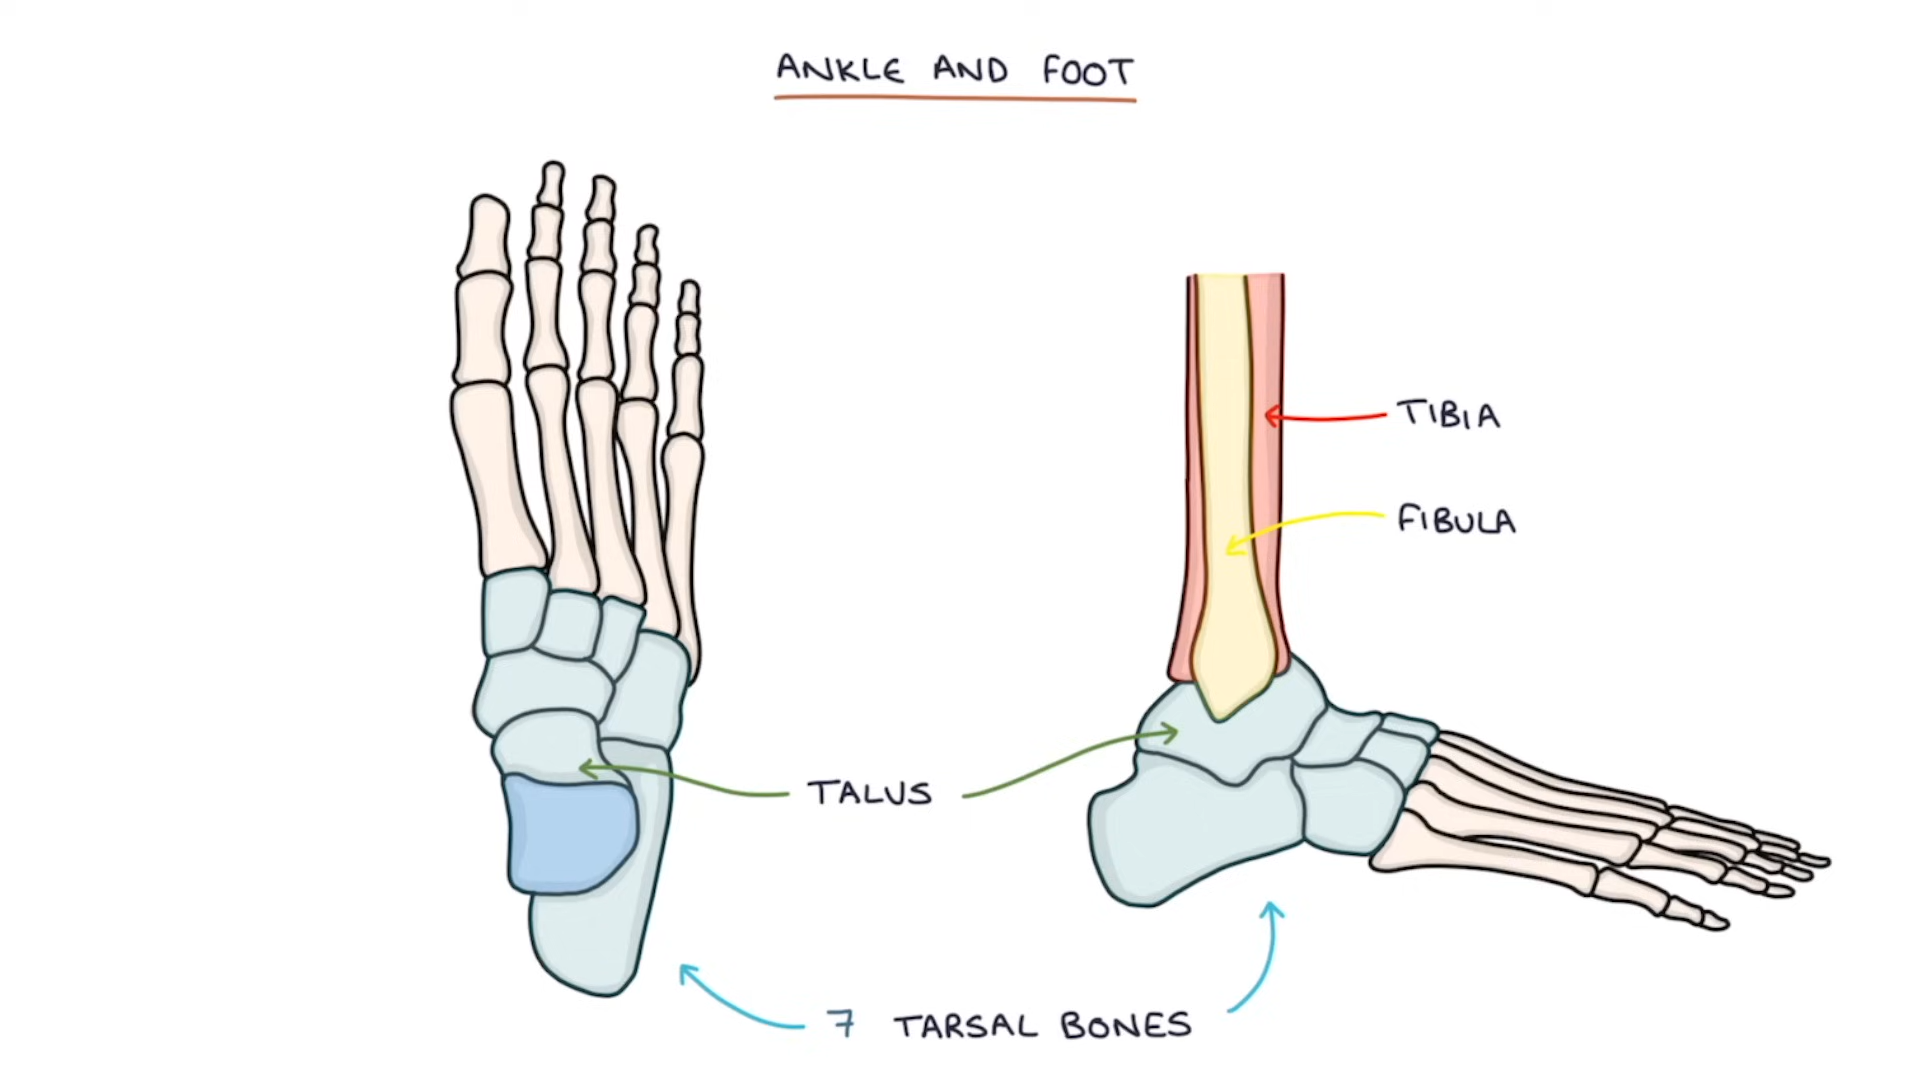 ANKLE AND FOOT
TIBIA
FIBULA
TALUS
7 TARSAL BONES